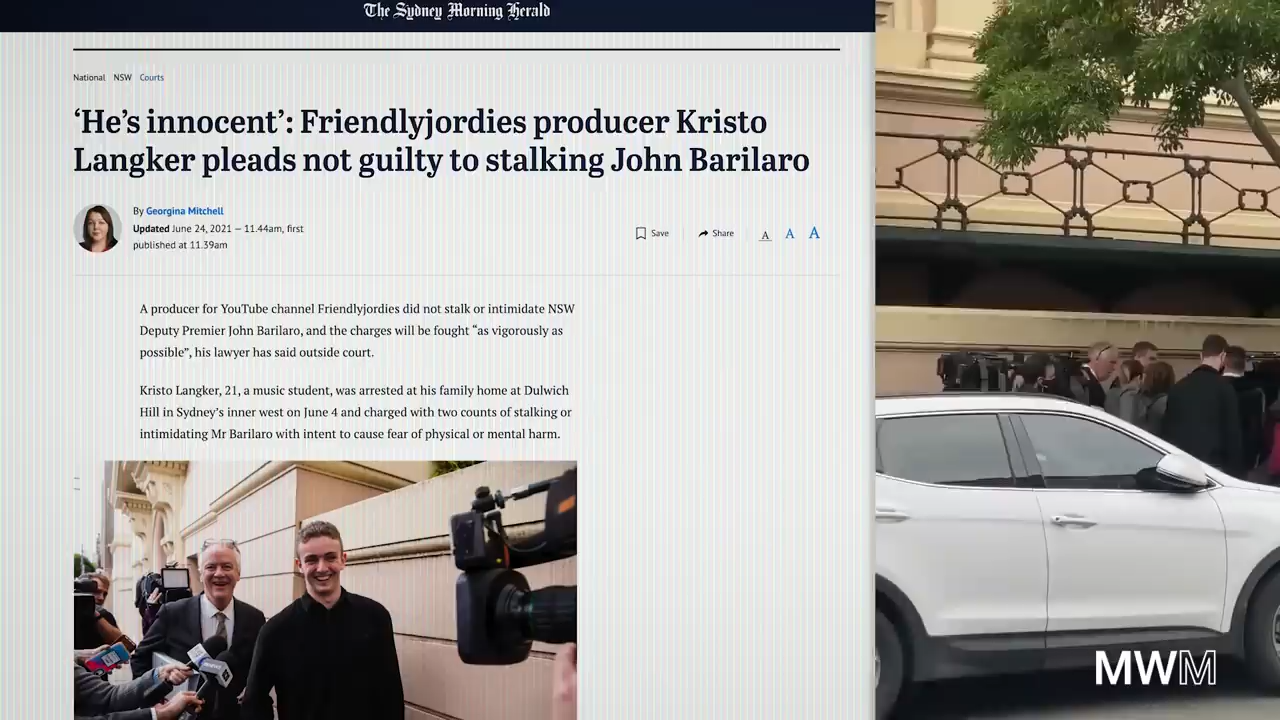 The Sydney Morning Herald
National NSW Courts
‘He’s innocent’: Friendlyjordies producer Kristo
Langker pleads not guilty to stalking John Barilaro
By Georgina Mitchell
Updated June 24, 2021 — 11.44am, first
published at 11.39am
Save Share A A A
A producer for YouTube channel Friendlyjordies did not stalk or intimidate NSW
Deputy Premier John Barilaro, and the charges will be fought “as vigorously as
possible”, his lawyer has said outside court.
Kristo Langker, 21, a music student, was arrested at his family home at Dulwich
Hill in Sydney’s inner west on June 4 and charged with two counts of stalking or
intimidating Mr Barilaro with intent to cause fear of physical or mental harm.
MWM